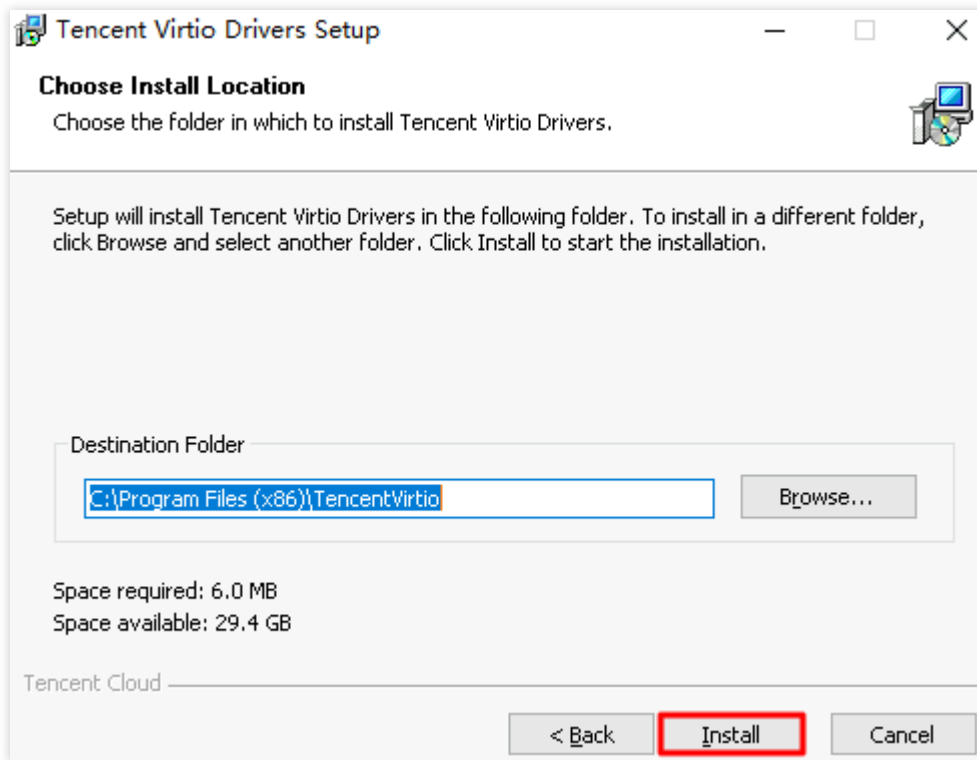 Tencent Virtio Drivers Setup
Choose Install Location
Choose the folder in which to install Tencent Virtio Drivers.
Setup will install Tencent Virtio Drivers in the following folder. To install in a different folder,
click Browse and select another folder. Click Install to start the installation.
Destination Folder
C:\Program Files (x86)\TencentVirtio
Browse...
Space required: 6.0 MB
Space available: 29.4 GB
Tencent Cloud
< Back Install Cancel